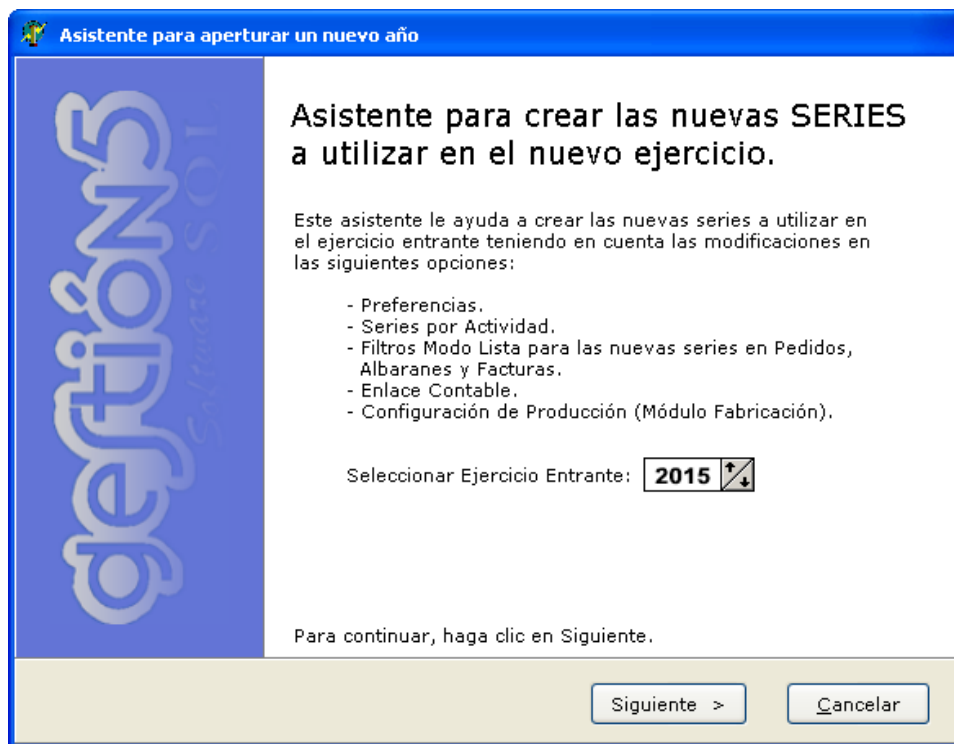 Asistente para aperturar un nuevo año
gestión5
Software SQL
Asistente para crear las nuevas SERIES
a utilizar en el nuevo ejercicio.
Este asistente le ayuda a crear las nuevas series a utilizar en
el ejercicio entrante teniendo en cuenta las modificaciones en
las siguientes opciones:
- Preferencias.
- Series por Actividad.
- Filtros Modo Lista para las nuevas series en Pedidos,
Albaranes y Facturas.
- Enlace Contable.
- Configuración de Producción (Módulo Fabricación).
Seleccionar Ejercicio Entrante: 2015
Para continuar, haga clic en Siguiente.
Siguiente > Cancelar